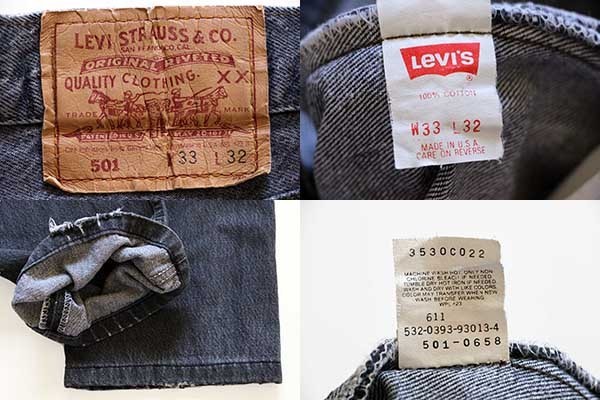 LEVI STRAUSS & CO.
SAN FRANCISCO, CAL.
ORIGINAL RIVETED
QUALITY CLOTHING.
XX
TRADE MARK
501 33 L 32
LEVI'S ®
100% COTTON
W33 L32
MADE IN U.S.A.
CARE ON REVERSE
3530C022
MACHINE WASH HOT, ONLY NON
CHLORINE BLEACH IF NEEDED.
TUMBLE DRY, HOT IRON IF NEEDED.
WASH AND DRY WITH LIKE COLORS.
COLOR MAY TRANSFER WHEN NEW
WASH BEFORE WEARING.
WPL 423
611
532-0393-93013-4
501-0658